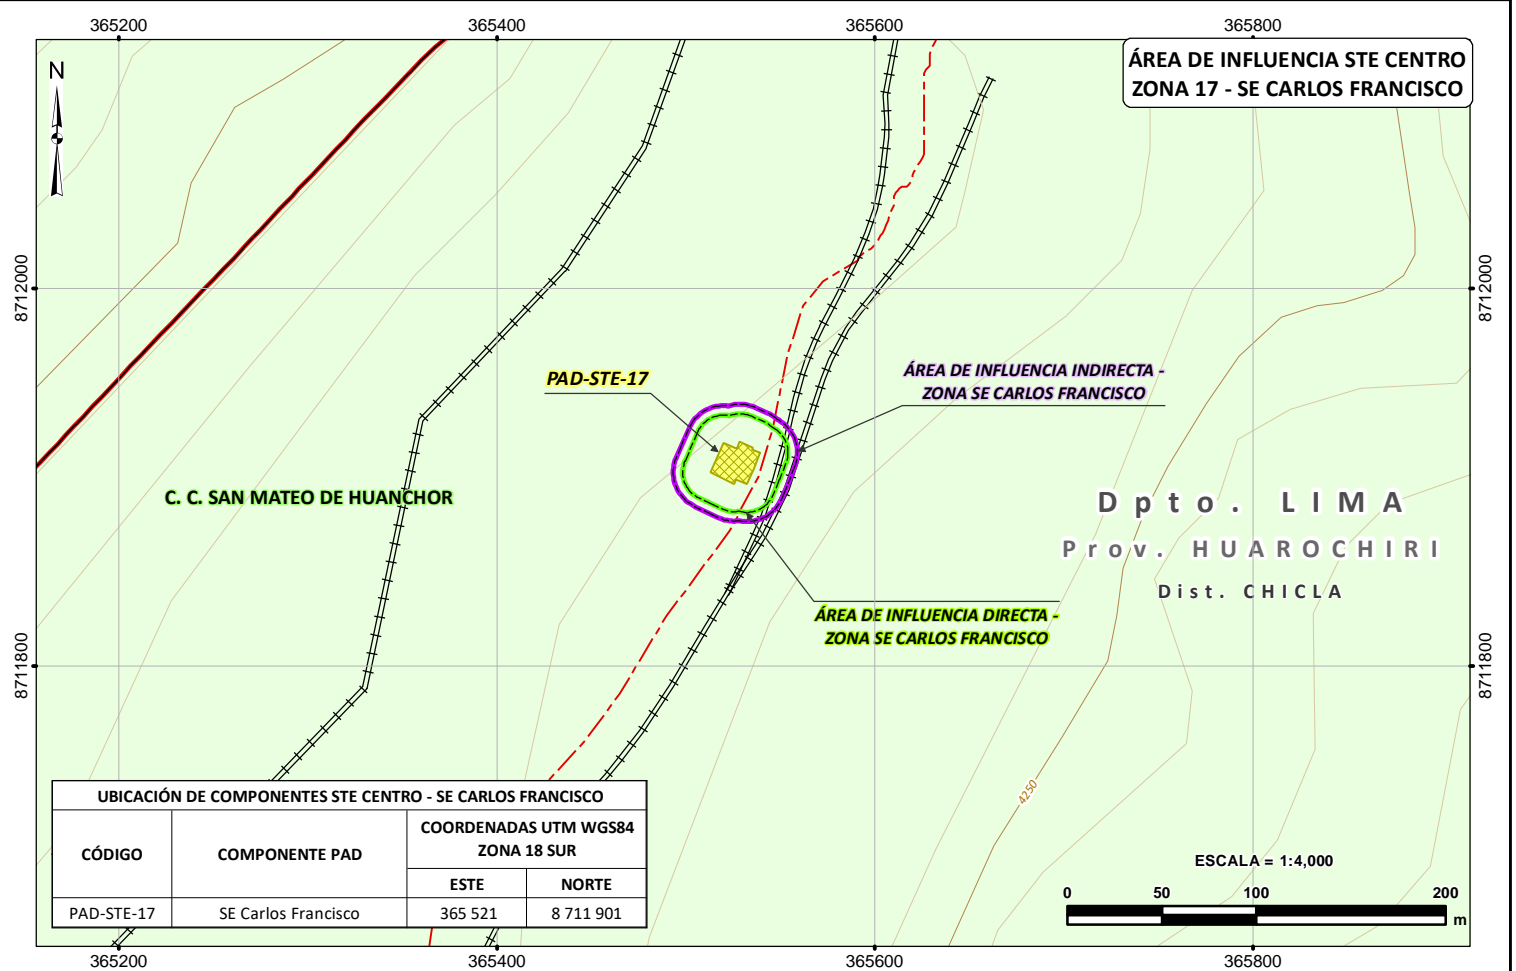 365200
365400
365600
365800
ÁREA DE INFLUENCIA STE CENTRO
ZONA 17 - SE CARLOS FRANCISCO
N
8712000
8712000
PAD-STE-17
ÁREA DE INFLUENCIA INDIRECTA -
ZONA SE CARLOS FRANCISCO
C. C. SAN MATEO DE HUANCHOR
Dpto. LIMA
Prov. HUAROCHIRI
Dist. CHICLA
ÁREA DE INFLUENCIA DIRECTA -
ZONA SE CARLOS FRANCISCO
8711800
8711800
4250
UBICACIÓN DE COMPONENTES STE CENTRO - SE CARLOS FRANCISCO
CÓDIGO
COMPONENTE PAD
COORDENADAS UTM WGS84
ZONA 18 SUR
ESTE
NORTE
PAD-STE-17
SE Carlos Francisco
365 521
8 711 901
ESCALA = 1:4,000
0
50
100
200
m
365200
365400
365600
365800